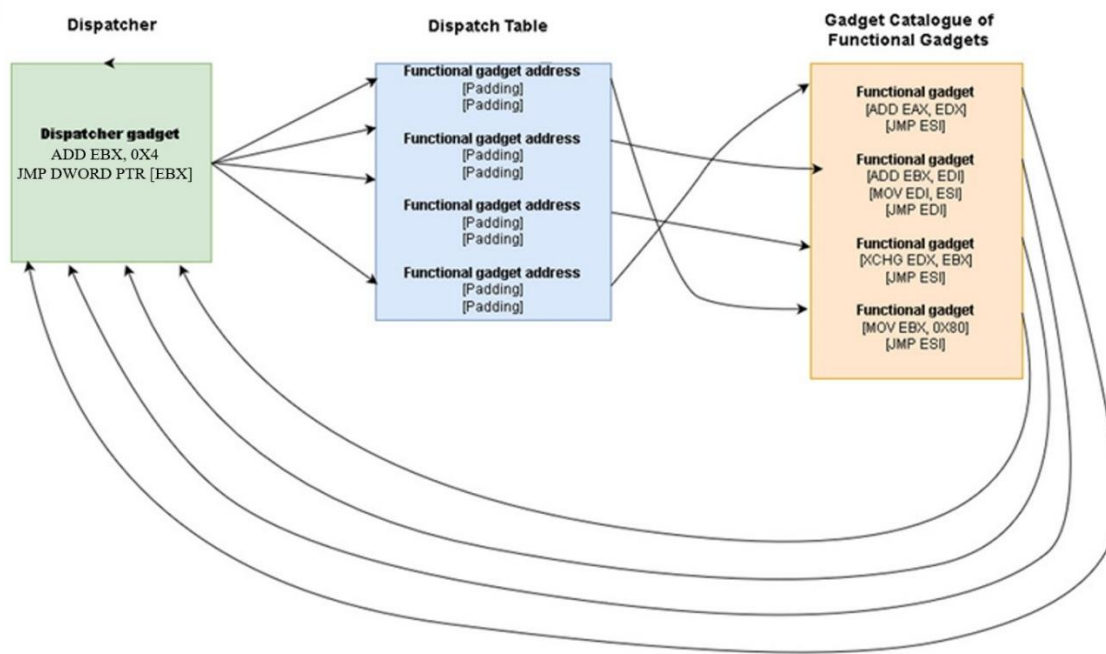 Dispatcher
Dispatcher gadget
ADD EBX, 0X4
JMP DWORD PTR [EBX]
Dispatch Table
Functional gadget address
[Padding]
[Padding]
Functional gadget address
[Padding]
[Padding]
Functional gadget address
[Padding]
[Padding]
Functional gadget address
[Padding]
[Padding]
Gadget Catalogue of
Functional Gadgets
Functional gadget
[ADD EAX, EDX]
[JMP ESI]
Functional gadget
[ADD EBX, EDI]
[MOV EDI, ESI]
[JMP EDI]
Functional gadget
[XCHG EDX, EBX]
[JMP ESI]
Functional gadget
[MOV EBX, 0X80]
[JMP ESI]